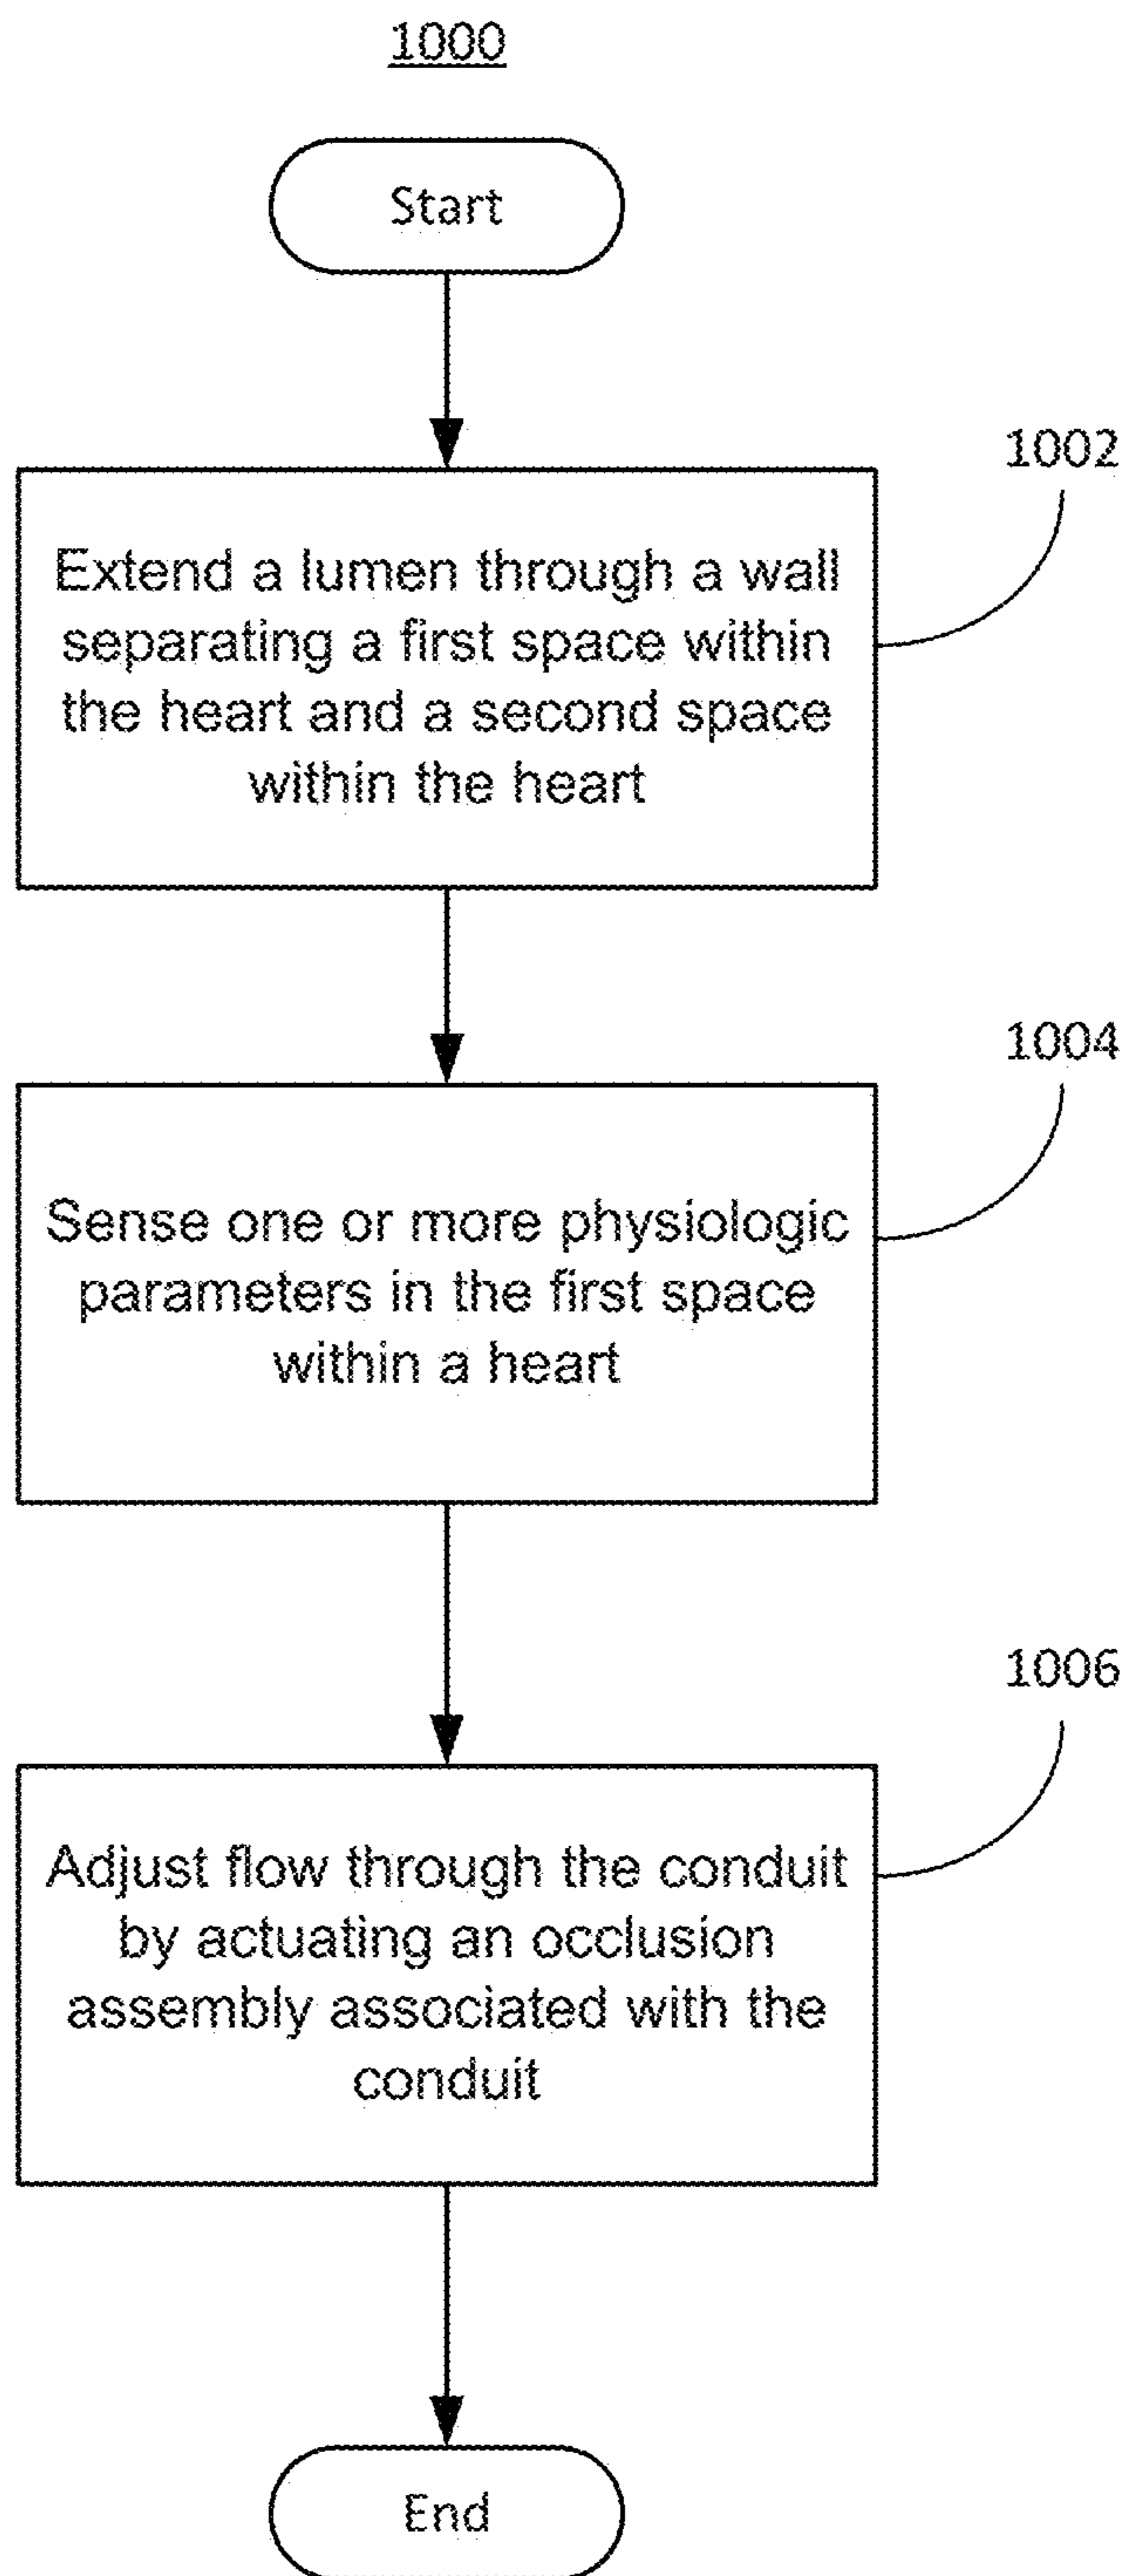 1000
Start
1002
Extend a lumen through a wall
separating a first space within
the heart and a second space
within the heart
1004
Sense one or more physiologic
parameters in the first space
within a heart
1006
Adjust flow through the conduit
by actuating an occlusion
assembly associated with the
conduit
End